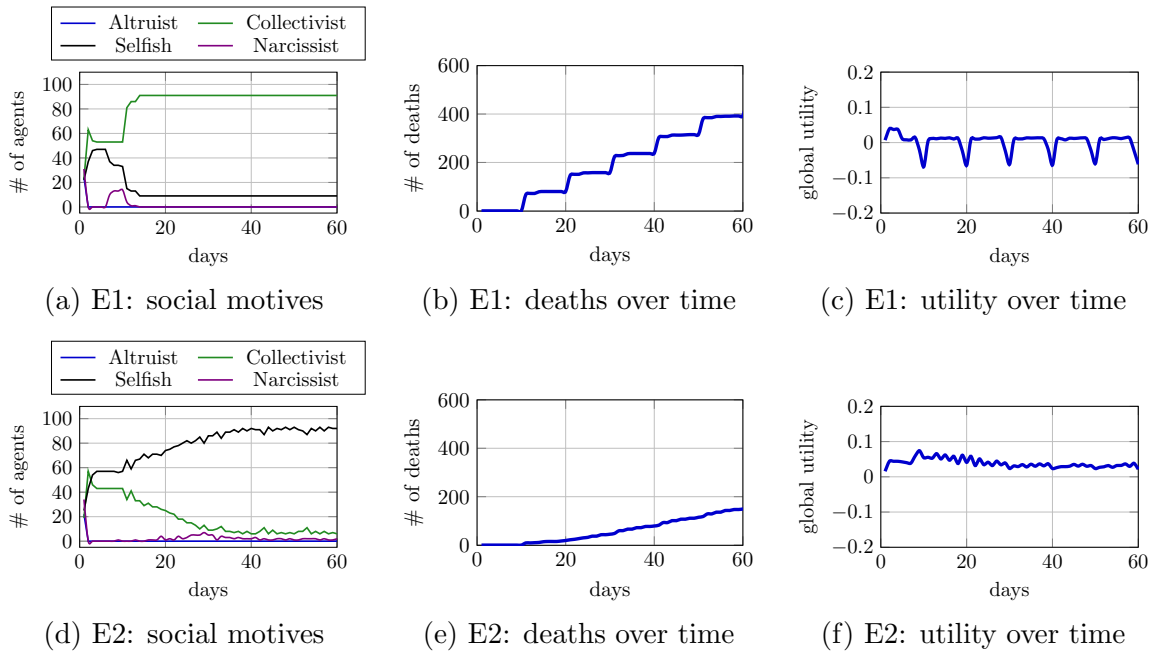 Altruist Collectivist
Selfish Narcissist
# of agents
100
80
60
40
20
0
0 20 40 60
days
(a) E1: social motives
# of deaths
600
400
200
0
0 20 40 60
days
(b) E1: deaths over time
global utility
0.2
0.1
0
−0.1
−0.2
0 20 40 60
days
(c) E1: utility over time
Altruist Collectivist
Selfish Narcissist
# of agents
100
80
60
40
20
0
0 20 40 60
days
(d) E2: social motives
# of deaths
600
400
200
0
0 20 40 60
days
(e) E2: deaths over time
global utility
0.2
0.1
0
−0.1
−0.2
0 20 40 60
days
(f) E2: utility over time